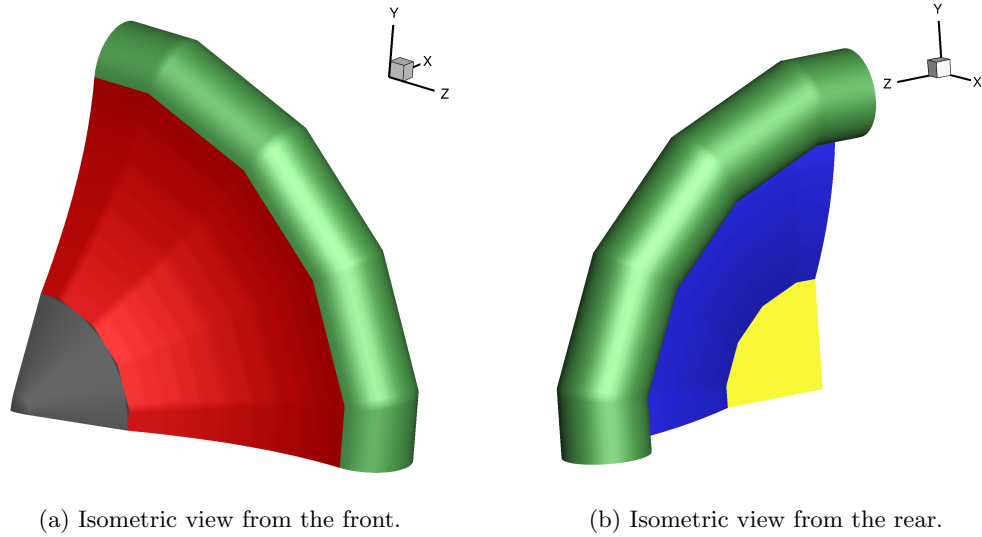 Y
X
Z
Y
Z
X
(a) Isometric view from the front.
(b) Isometric view from the rear.